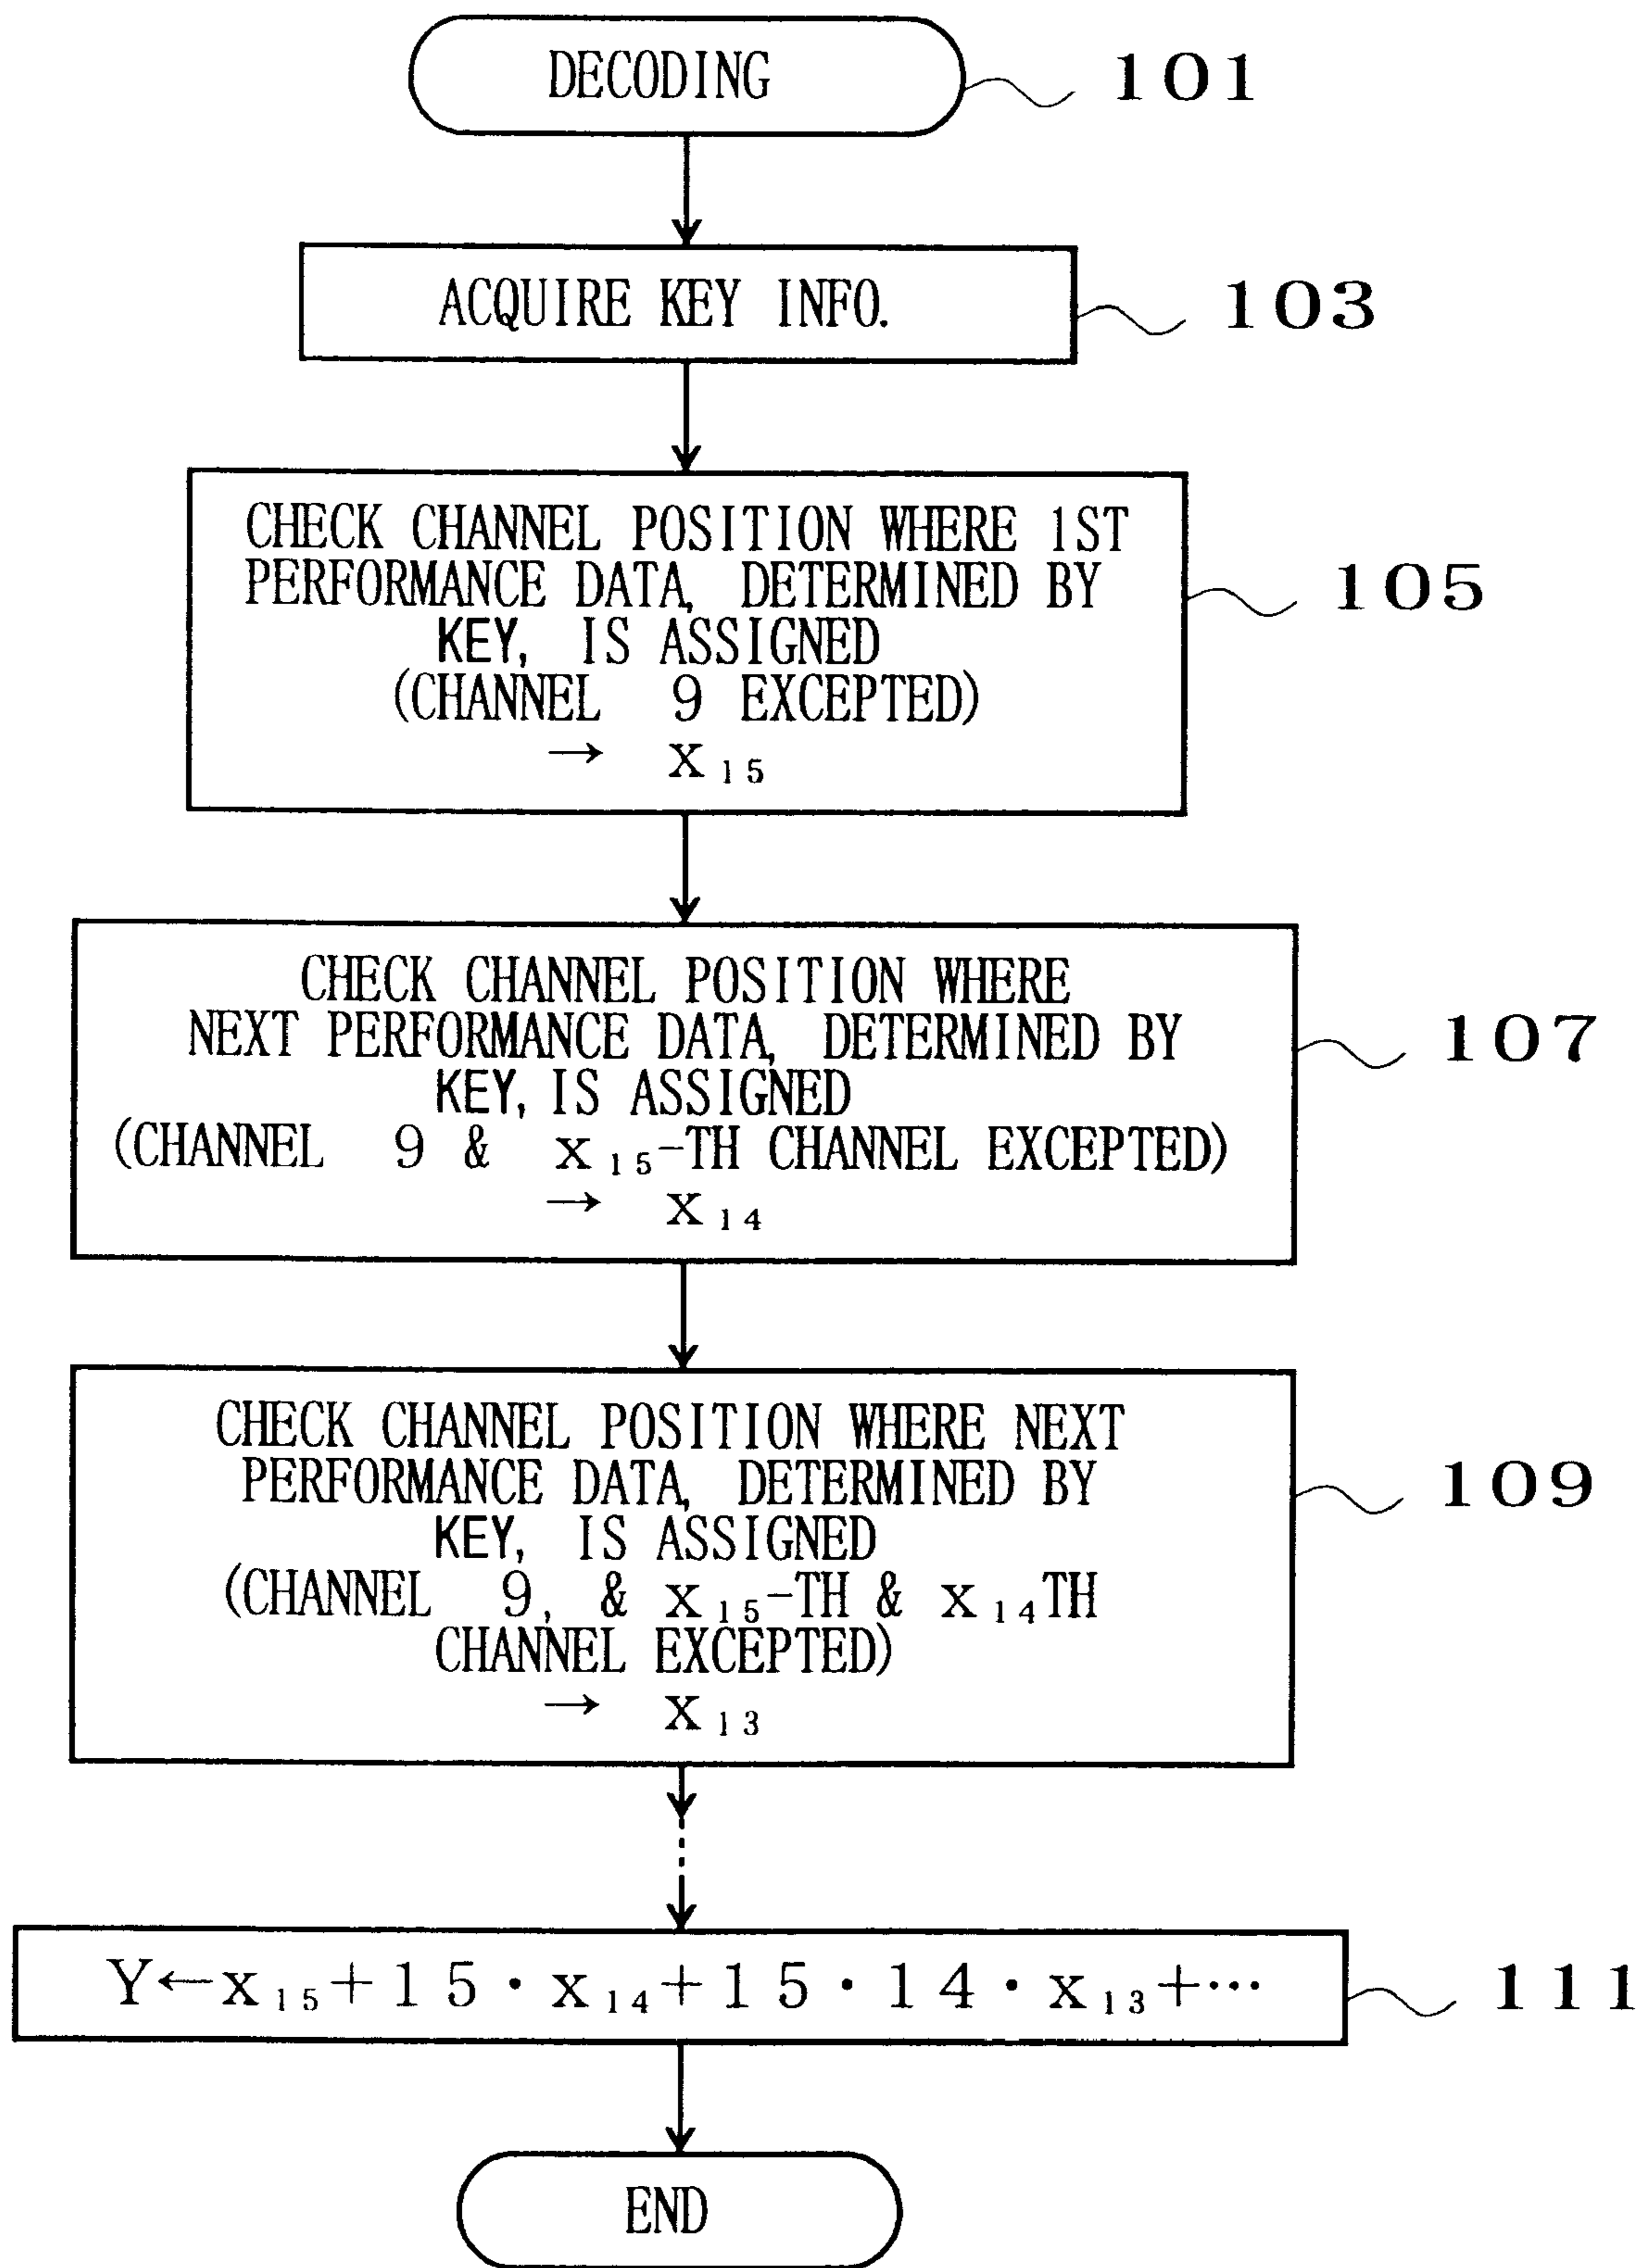 DECODING
101
ACQUIRE KEY INFO.
103
CHECK CHANNEL POSITION WHERE 1ST
PERFORMANCE DATA, DETERMINED BY
KEY, IS ASSIGNED
(CHANNEL 9 EXCEPTED)
→ x₁₅
105
CHECK CHANNEL POSITION WHERE
NEXT PERFORMANCE DATA, DETERMINED BY
KEY, IS ASSIGNED
(CHANNEL 9 & x₁₅-TH CHANNEL EXCEPTED)
→ x₁₄
107
CHECK CHANNEL POSITION WHERE NEXT
PERFORMANCE DATA, DETERMINED BY
KEY, IS ASSIGNED
(CHANNEL 9, & x₁₅-TH & x₁₄TH
CHANNEL EXCEPTED)
→ x₁₃
109
Y←x₁₅+15·x₁₄+15·14·x₁₃+···
111
END